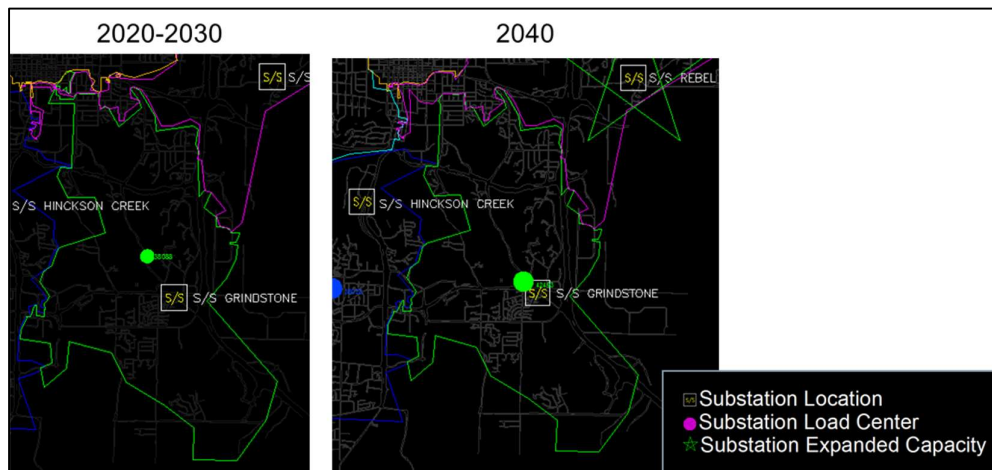 2020-2030
2040
S/S S/S
S/S S/S REBEL
S/S HINCKSON CREEK
S/S
S/S HINCKSON CREEK
S/S S/S GRINDSTONE
S/S S/S GRINDSTONE
S/S Substation Location
Substation Load Center
Substation Expanded Capacity